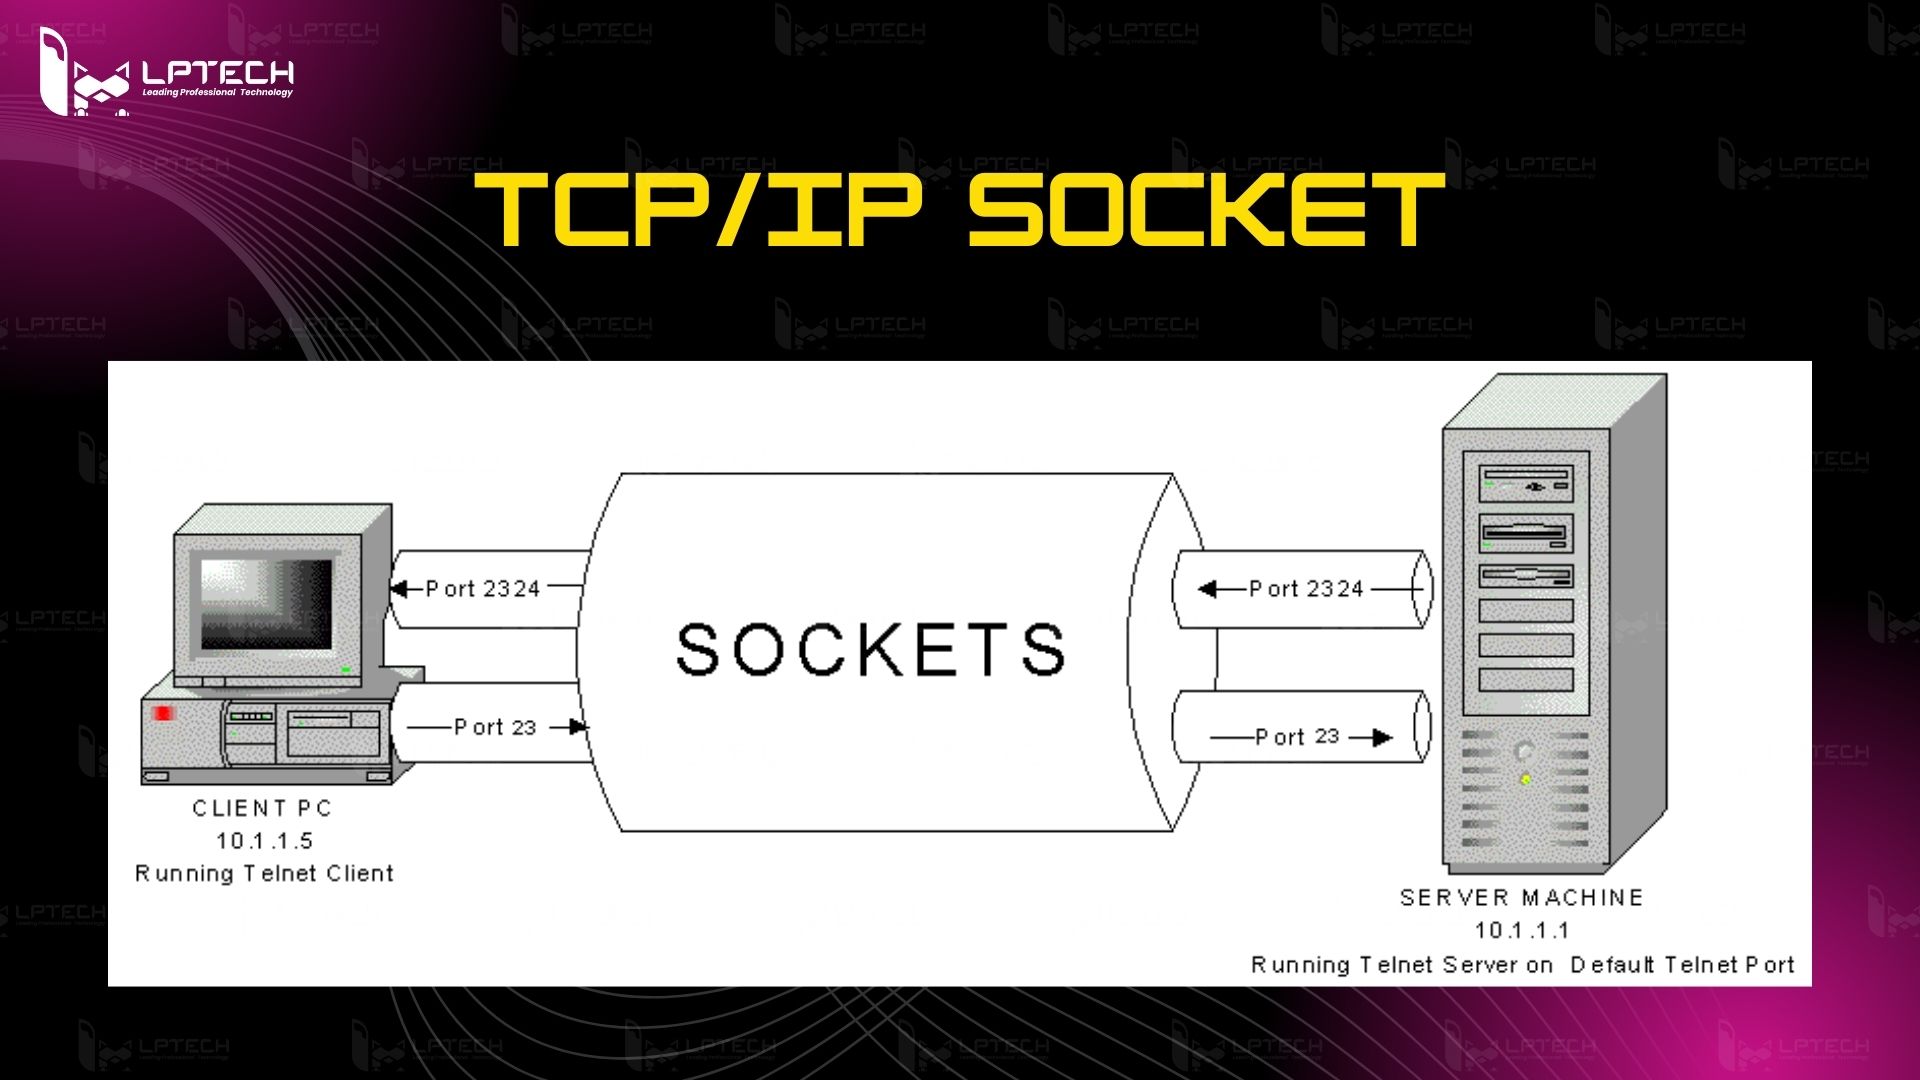 LPTECH
Leading Professional Technology
TCP/IP SOCKET
Port 2324
Port 2324
SOCKETS
Port 23
Port 23
CLIENT PC
10.1.1.5
Running Telnet Client
SERVER MACHINE
10.1.1.1
Running Telnet Server on Default Telnet Port